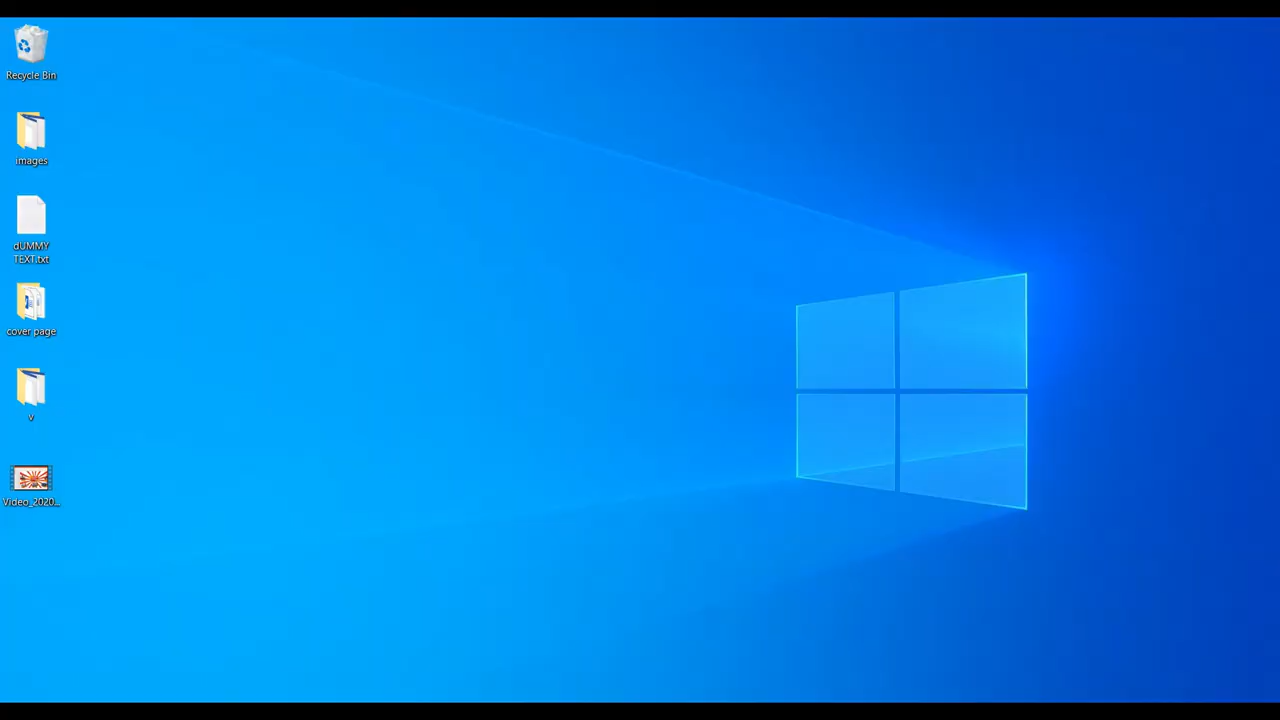 Recycle Bin
images
dUMMY
TEXT.txt
cover page
v
Video_2020...